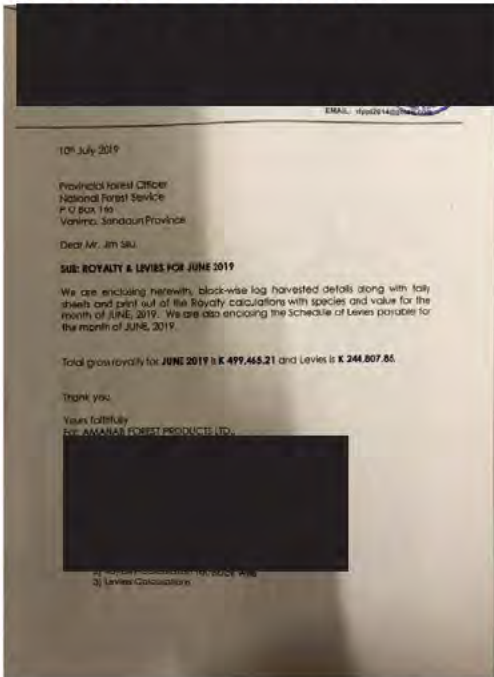 EMAIL:
10th July 2019
Provincial Forest Officer
National Forest Service
P O Box 166
Vanimo, Sandaun Province
Dear Mr. Jim Silu,
SUB: ROYALTY & LEVIES FOR JUNE 2019
We are enclosing herewith, block-wise log harvested details along with tally
sheets and print out of the Royalty calculations with species and value for the
month of JUNE, 2019. We are also enclosing the Schedule of Levies payable for
the month of JUNE, 2019.
Total gross royalty for JUNE 2019 is K 499,465.21 and Levies is K 244,807.86
Thank you
Yours faithfully
For: AMANAB FOREST PRODUCTS LTD.,
3) Levies Calculations